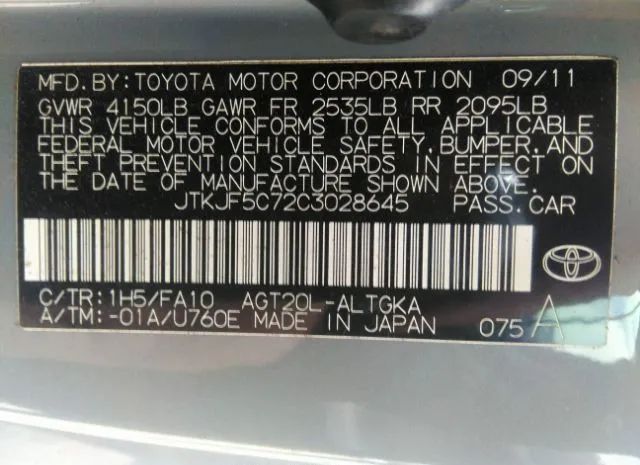 MFD. BY: TOYOTA MOTOR CORPORATION 09/11
GVWR 4150LB GAWR FR 2535LB RR 2095LB
THIS VEHICLE CONFORMS TO ALL APPLICABLE
FEDERAL MOTOR VEHICLE SAFETY, BUMPER, AND
THEFT PREVENTION STANDARDS IN EFFECT ON
THE DATE OF MANUFACTURE SHOWN ABOVE.
JTKJF5C72C3028645 PASS. CAR
C/TR: 1H5/FA10 AGT20L-ALTGKA
A/TM: -01A/U760E MADE IN JAPAN 075 A